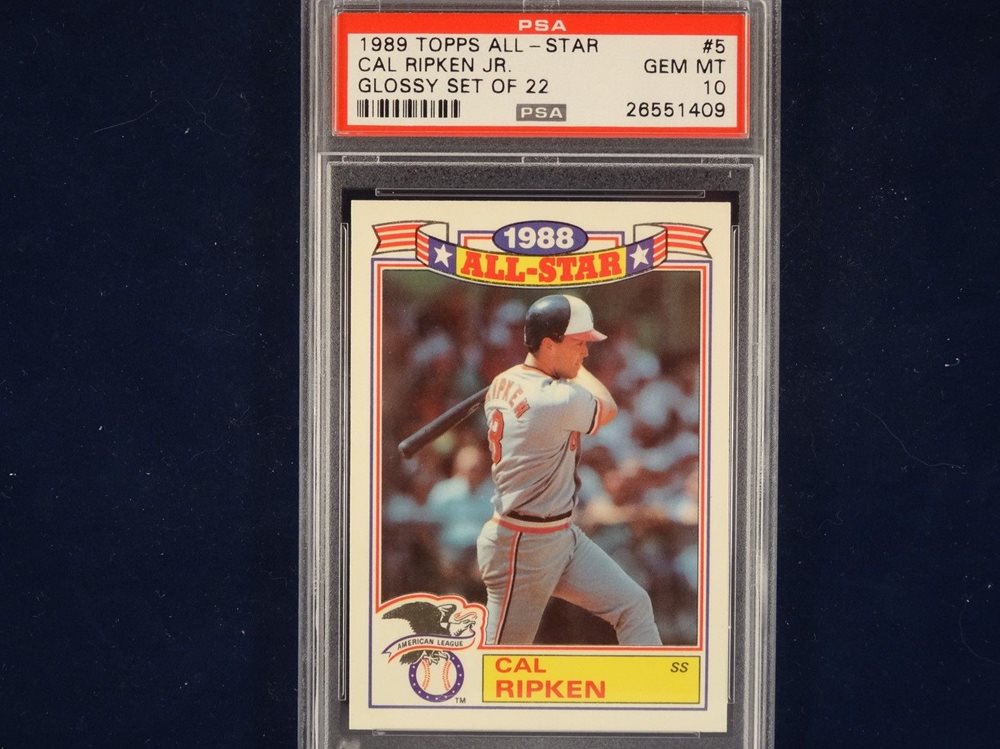 PSA
1989 TOPPS ALL-STAR #5
CAL RIPKEN JR. GEM MT
GLOSSY SET OF 22 10
PSA 26551409
1988
ALL-STAR
RIPKEN
8
AMERICAN LEAGUE
TM
CAL SS
RIPKEN